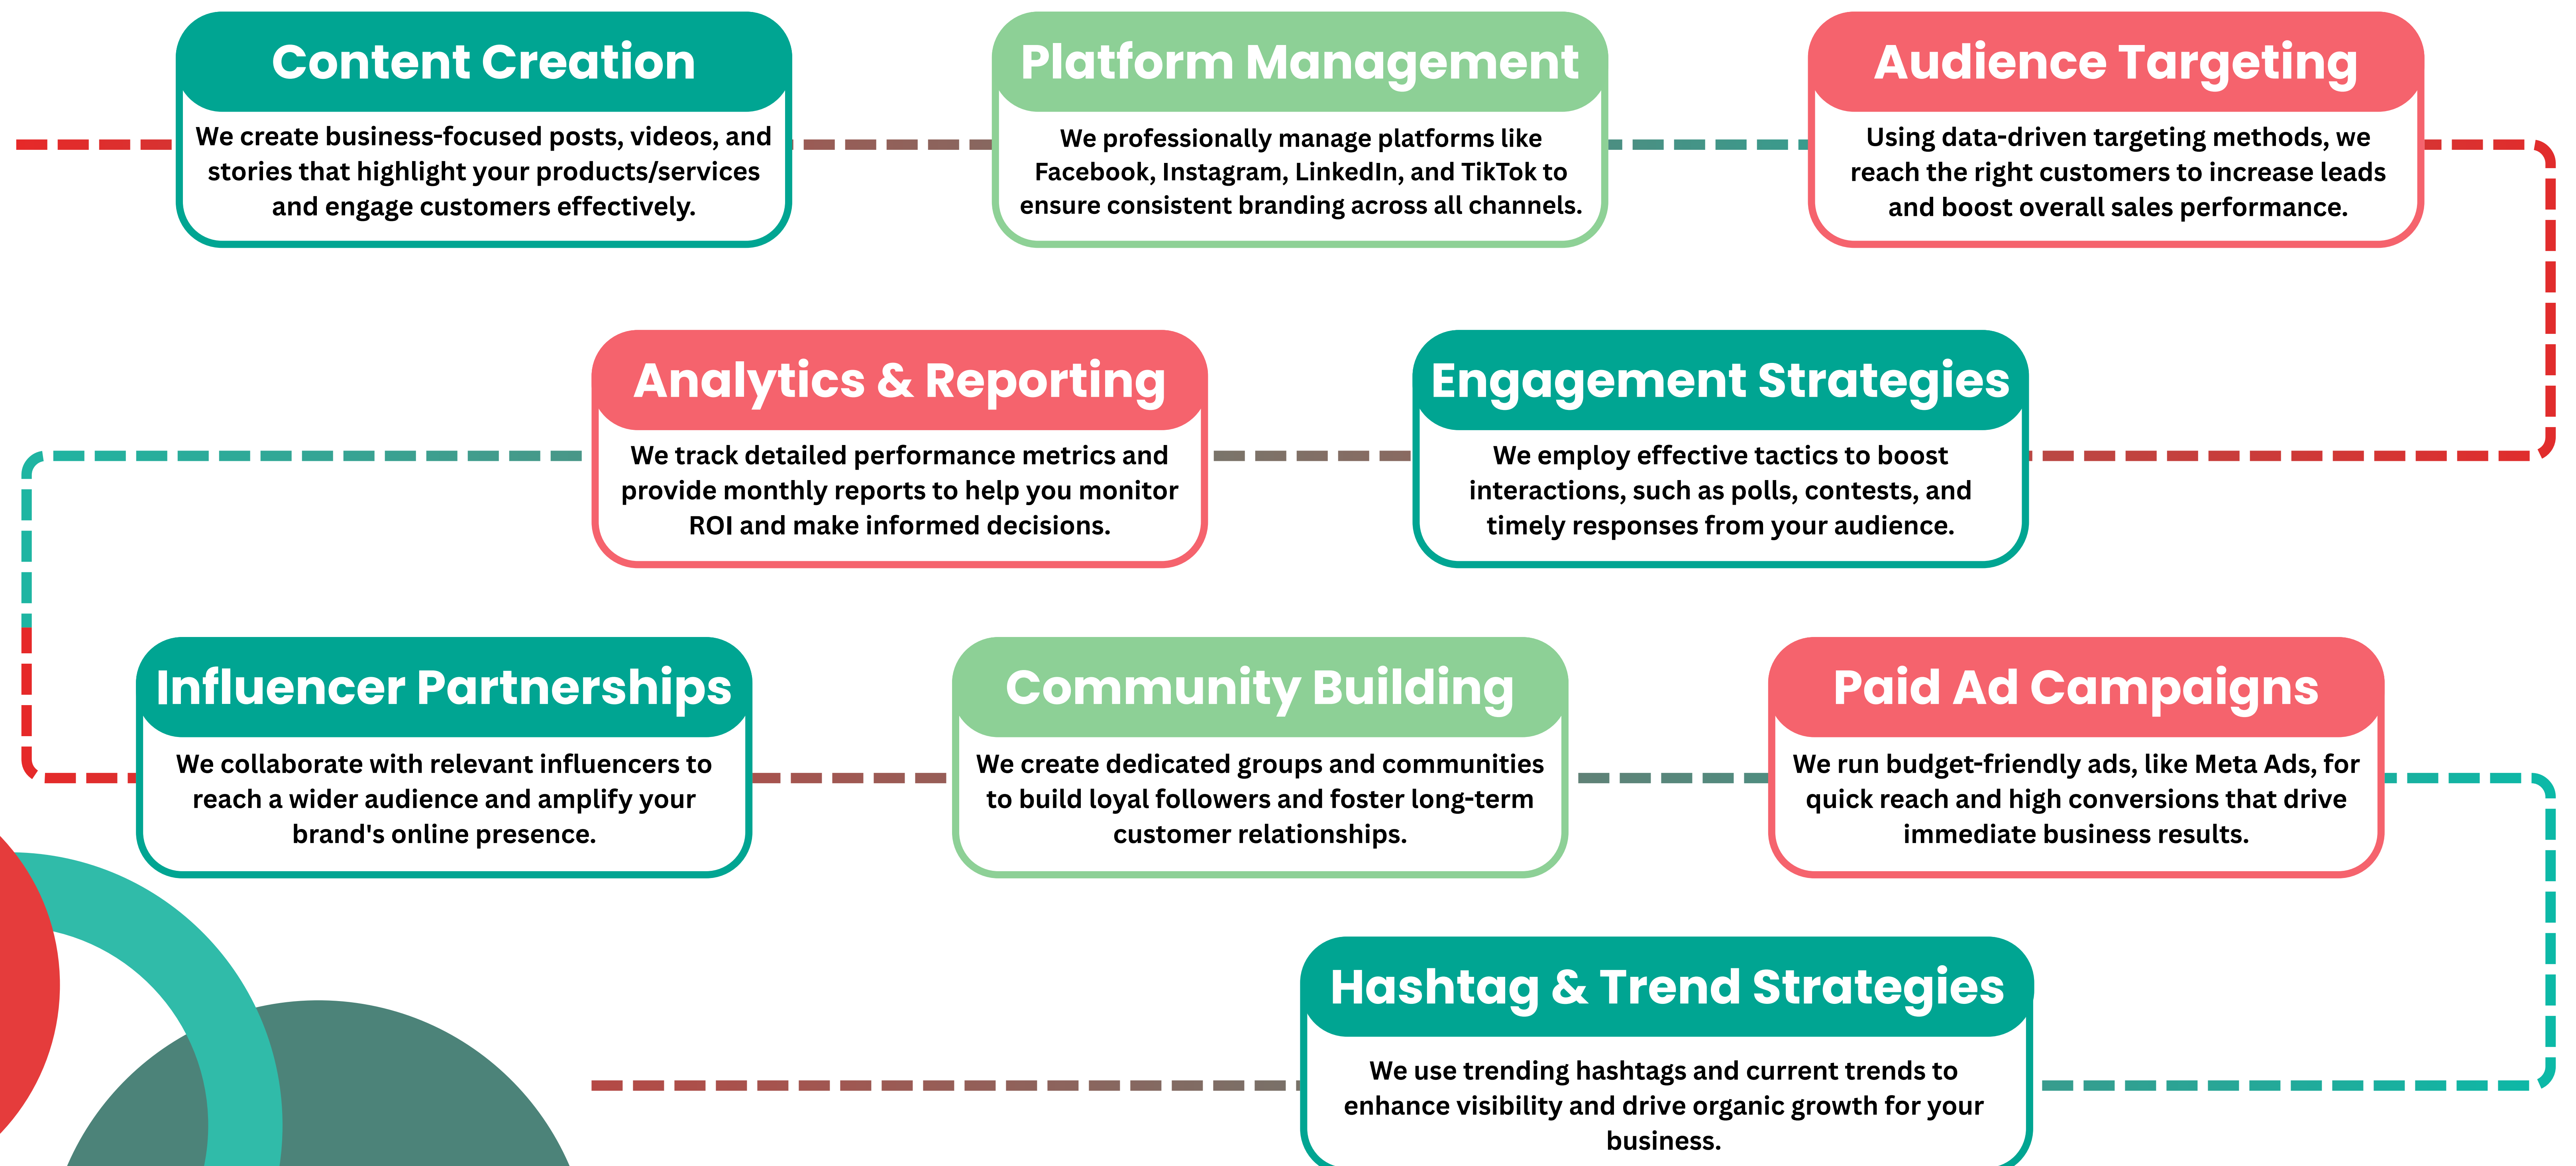 Content Creation
We create business-focused posts, videos, and
stories that highlight your products/services
and engage customers effectively.
Platform Management
We professionally manage platforms like
Facebook, Instagram, LinkedIn, and TikTok to
ensure consistent branding across all channels.
Audience Targeting
Using data-driven targeting methods, we
reach the right customers to increase leads
and boost overall sales performance.
Analytics & Reporting
We track detailed performance metrics and
provide monthly reports to help you monitor
ROI and make informed decisions.
Engagement Strategies
We employ effective tactics to boost
interactions, such as polls, contests, and
timely responses from your audience.
Influencer Partnerships
We collaborate with relevant influencers to
reach a wider audience and amplify your
brand's online presence.
Community Building
We create dedicated groups and communities
to build loyal followers and foster long-term
customer relationships.
Paid Ad Campaigns
We run budget-friendly ads, like Meta Ads, for
quick reach and high conversions that drive
immediate business results.
Hashtag & Trend Strategies
We use trending hashtags and current trends to
enhance visibility and drive organic growth for your
business.